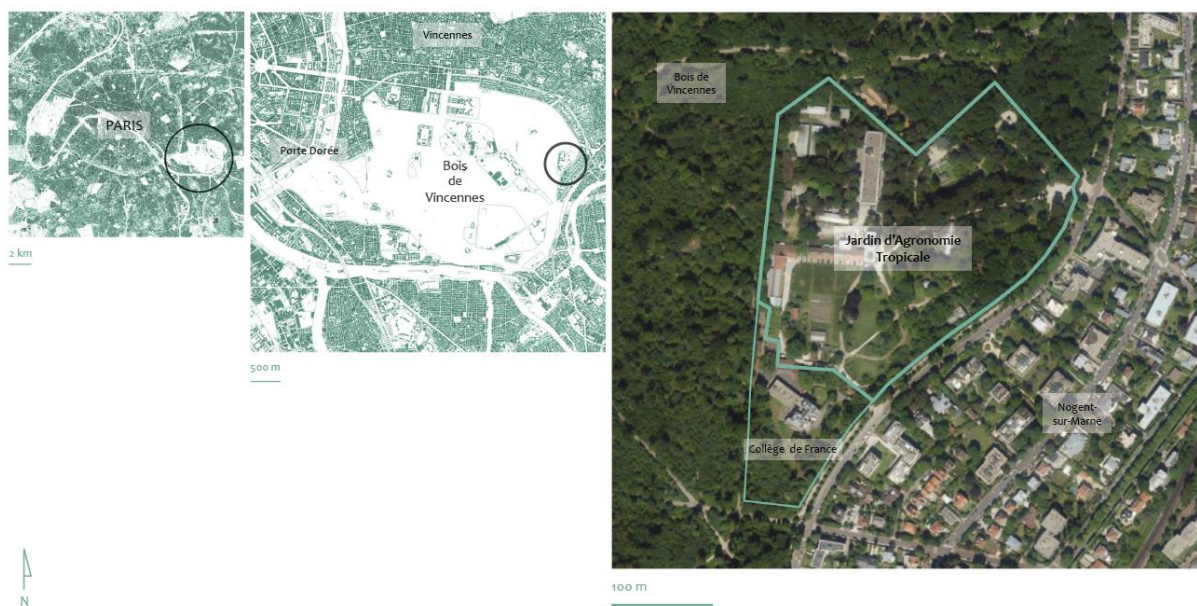 PARIS
2 km
Vincennes
Porte Dorée
Bois
de
Vincennes
500 m
Bois de
Vincennes
Jardin d'Agronomie
Tropicale
Nogent-
sur-Marne
Collège de France
100 m
N